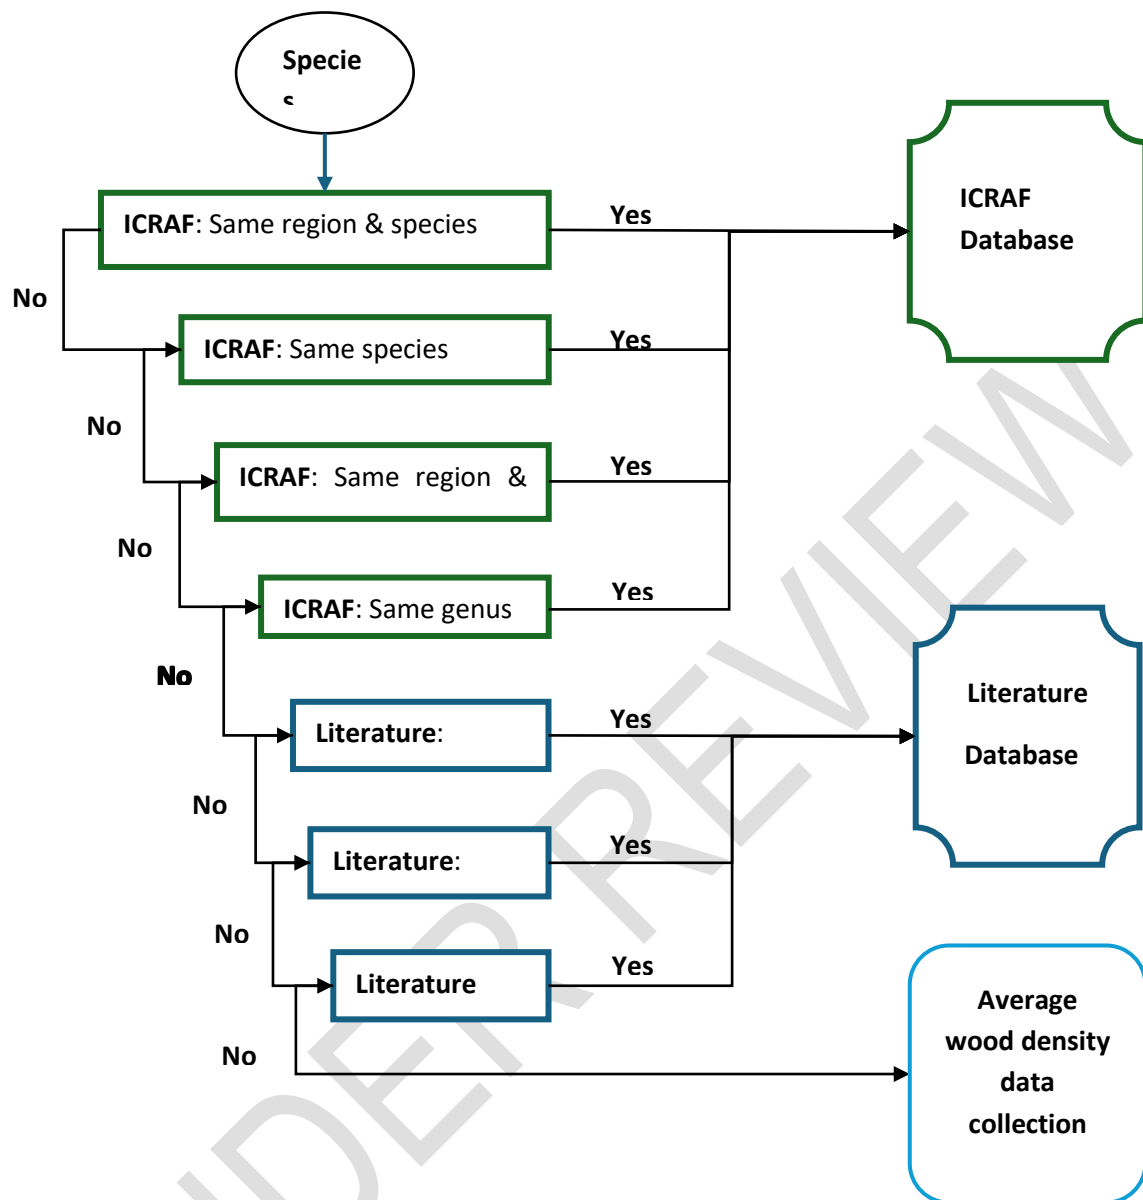 Specie
s
ICRAF: Same region & species
Yes
ICRAF
Database
No
ICRAF: Same species
Yes
No
ICRAF: Same region &
Yes
No
ICRAF: Same genus
Yes
No
Literature:
Yes
Literature
Database
No
Literature:
Yes
No
Literature
Yes
No
Average
wood density
data
collection
UNDER REVIEW